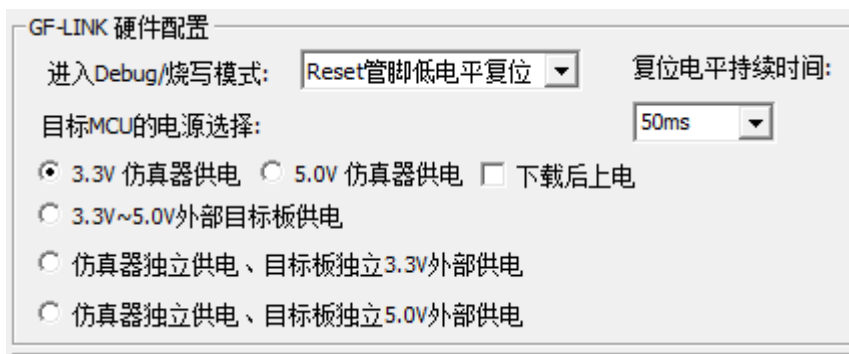 GF-LINK 硬件配置
进入Debug/烧写模式: Reset管脚低电平复位 复位电平持续时间:
目标MCU的电源选择: 50ms
3.3V 仿真器供电 5.0V 仿真器供电 下载后上电
3.3V~5.0V外部目标板供电
仿真器独立供电、目标板独立3.3V外部供电
仿真器独立供电、目标板独立5.0V外部供电